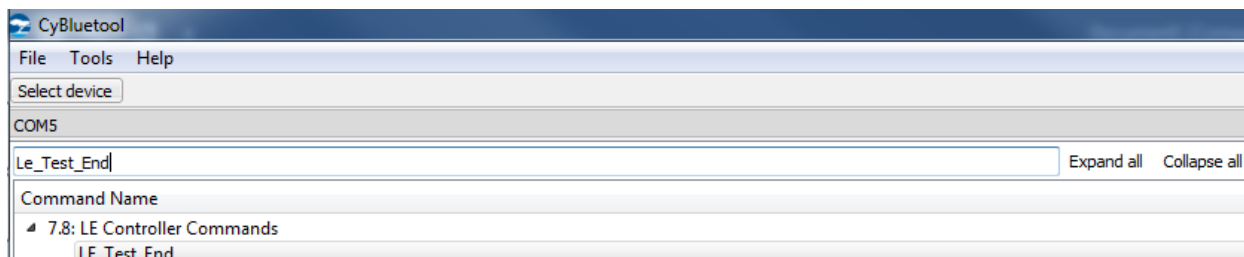 CyBluetool
File Tools Help
Select device
COM5
Le_Test_End
Expand all Collapse all
Command Name
7.8: LE Controller Commands
LE_Test_End